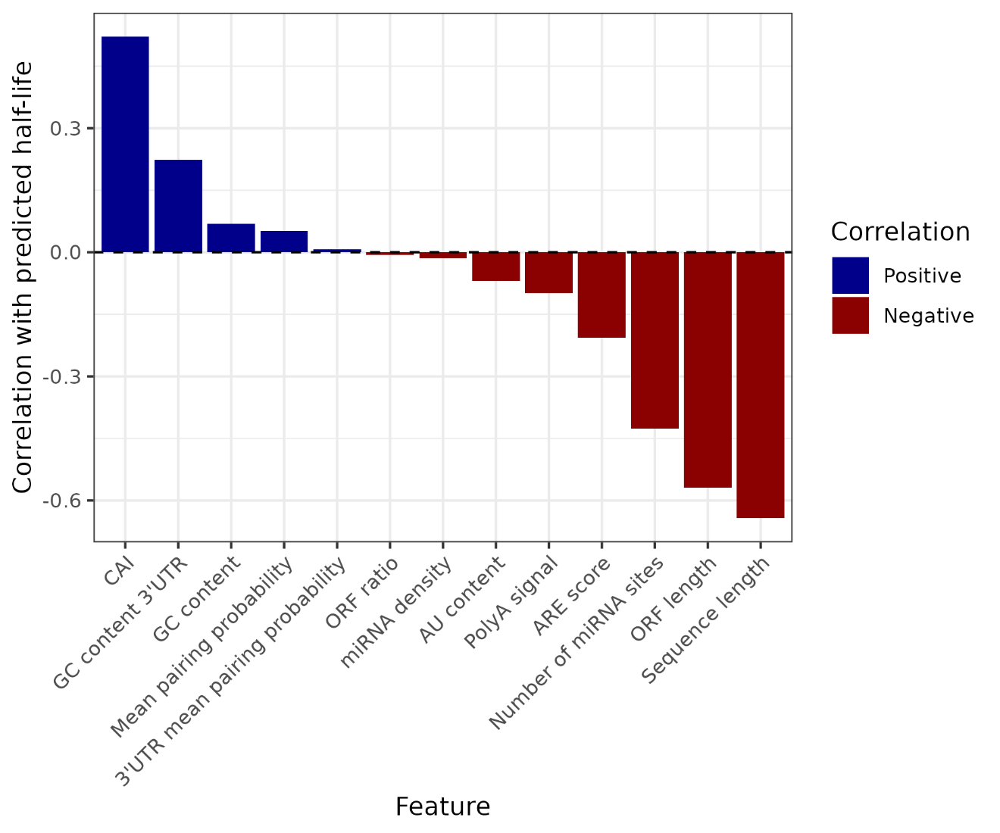 Correlation with predicted half-life
0.3
0.0
-0.3
-0.6
CAI
GC content 3'UTR
GC content
Mean pairing probability
3'UTR mean pairing probability
ORF ratio
miRNA density
AU content
PolyA signal
ARE score
Number of miRNA sites
ORF length
Sequence length
Feature
Correlation
Positive
Negative